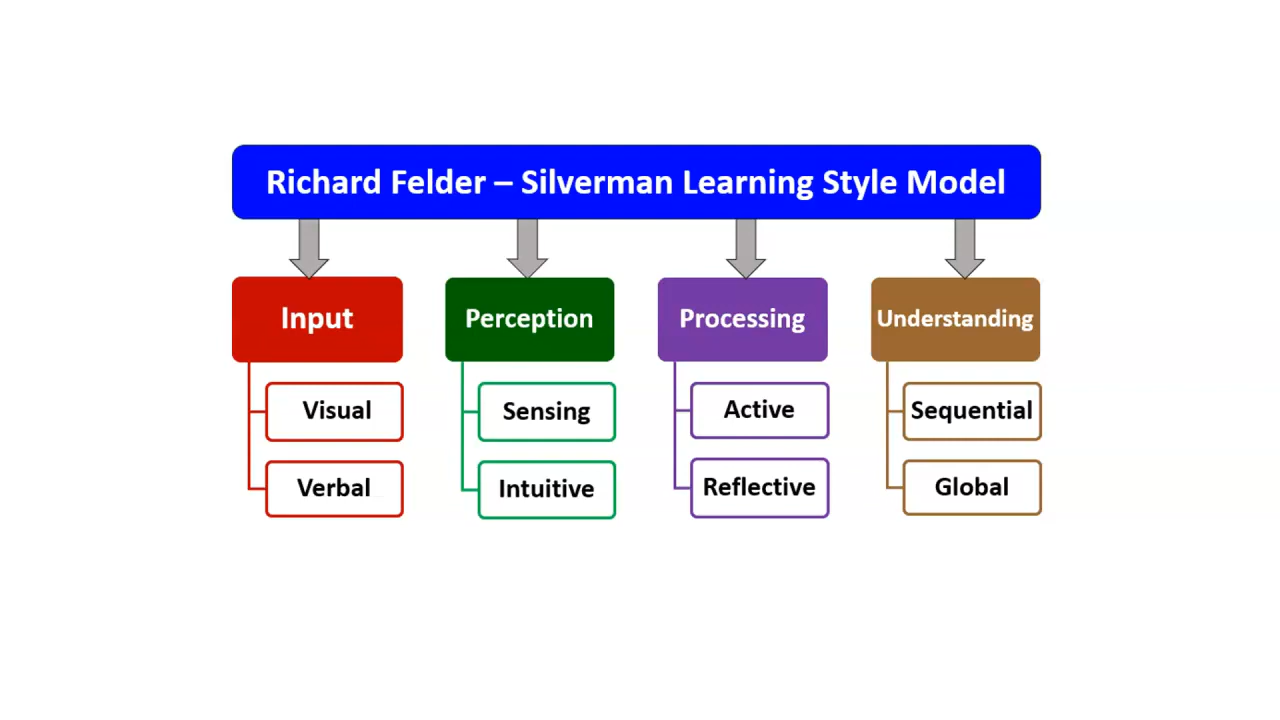 Richard Felder – Silverman Learning Style Model
Input
Visual
Verbal
Perception
Sensing
Intuitive
Processing
Active
Reflective
Understanding
Sequential
Global